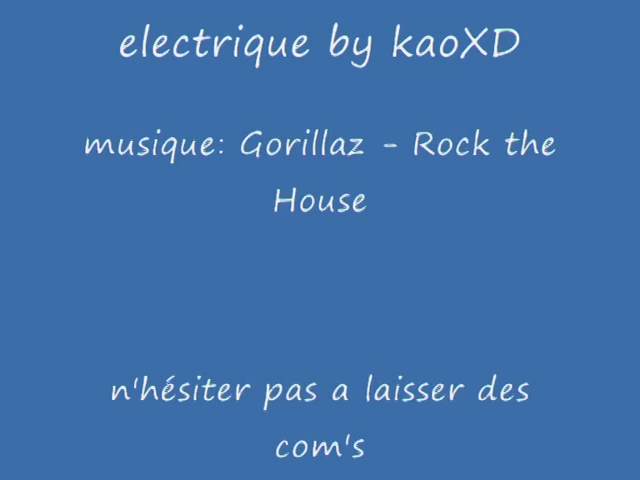 electrique by kaoXD
musique: Gorillaz - Rock the
House
n'hésiter pas a laisser des
com's